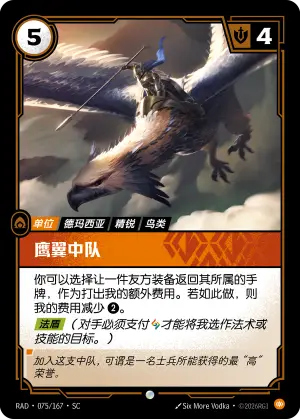 5
4
单位 德玛西亚 精锐 鸟类
鹰翼中队
你可以选择让一件友方装备返回其所属的手
牌，作为打出我的额外费用。若如此做，则
我的费用减少 2。
法盾（对手必须支付 才能将我选作法术或
技能的目标。）
加入这支中队，可谓是一名士兵所能获得的最“高”
荣誉。
RAD • 075/167 • SC
Six More Vodka
©2026RG1